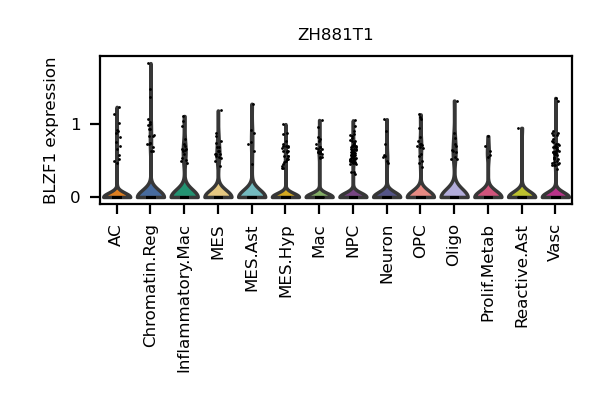 ZH881T1
BLZF1 expression
1
0
AC
Chromatin.Reg
Inflammatory.Mac
MES
MES.Ast
MES.Hyp
Mac
NPC
Neuron
OPC
Oligo
Prolif.Metab
Reactive.Ast
Vasc